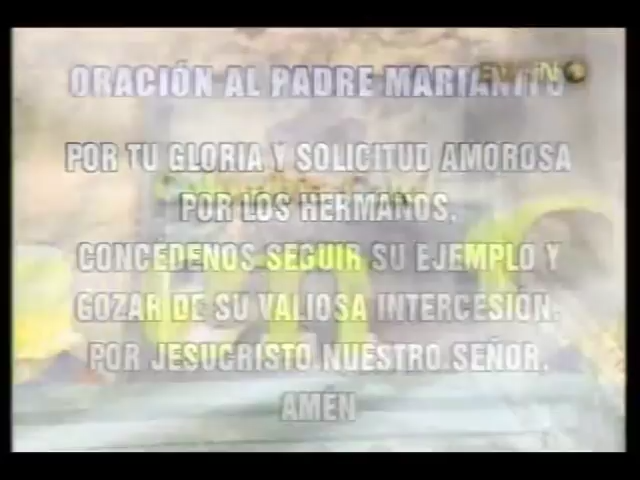 ORACIÓN AL PADRE MARIANITO
POR TU GLORIA Y SOLICITUD AMOROSA
POR LOS HERMANOS,
CONCÉDENOS SEGUIR SU EJEMPLO Y
GOZAR DE SU VALIOSA INTERCESIÓN.
POR JESUCRISTO NUESTRO SEÑOR.
AMÉN